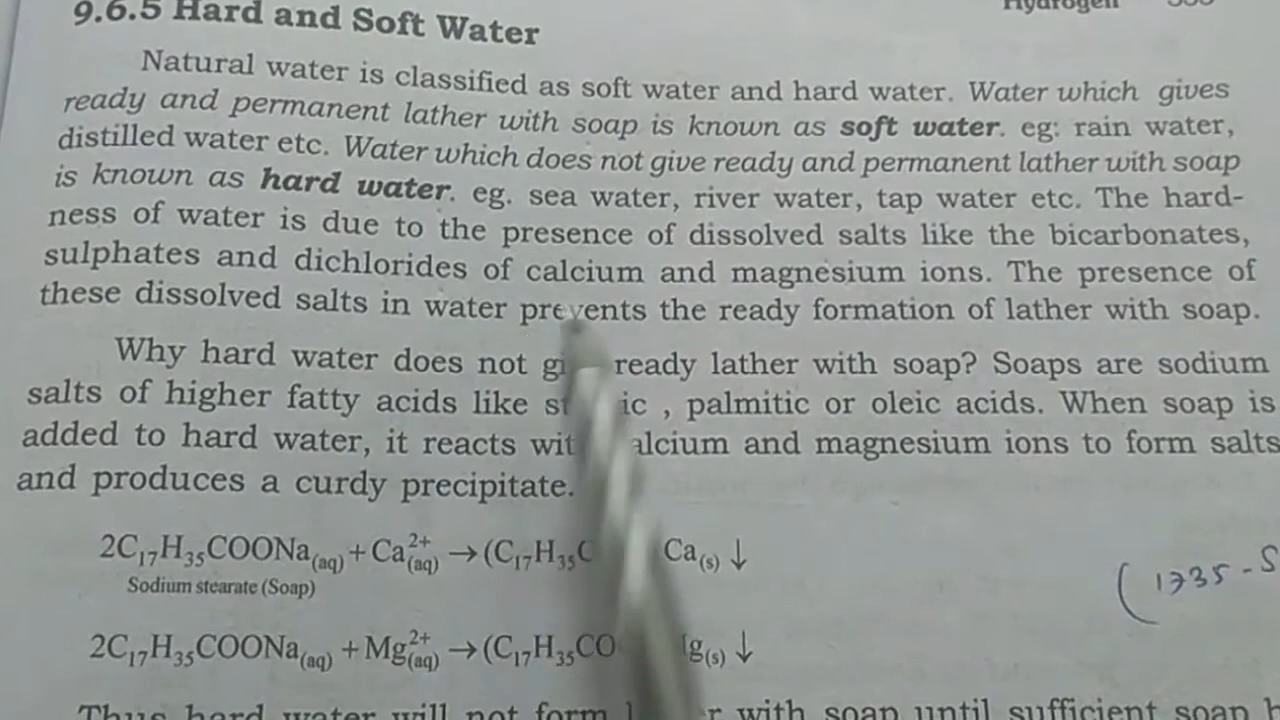 Hydrogen
9.6.5 Hard and Soft Water
Natural water is classified as soft water and hard water. Water which gives
ready and permanent lather with soap is known as soft water. eg: rain water,
distilled water etc. Water which does not give ready and permanent lather with soap
is known as hard water. eg. sea water, river water, tap water etc. The hard-
ness of water is due to the presence of dissolved salts like the bicarbonates,
sulphates and dichlorides of calcium and magnesium ions. The presence of
these dissolved salts in water prevents the ready formation of lather with soap.
Why hard water does not gi ready lather with soap? Soaps are sodium
salts of higher fatty acids like st ic , palmitic or oleic acids. When soap is
added to hard water, it reacts wit alcium and magnesium ions to form salts
and produces a curdy precipitate.
2C₁₇H₃₅COONa(aq) + Ca²⁺(aq) → (C₁₇H₃₅C Ca(s) ↓
Sodium stearate (Soap)
(1735-S
2C₁₇H₃₅COONa(aq) + Mg²⁺(aq) → (C₁₇H₃₅CO g(s) ↓
Thus hard water will not form l r with soap until sufficient soap